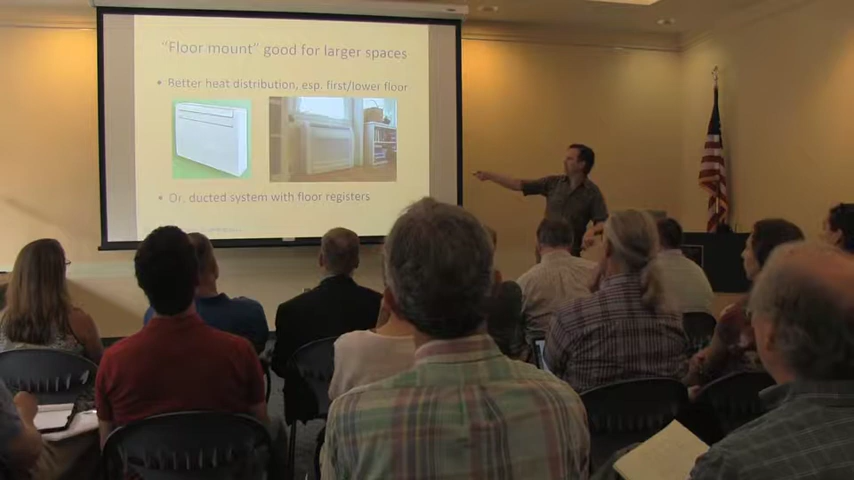 "Floor mount" good for larger spaces
• Better heat distribution, esp. first/lower floor
• Or, ducted system with floor registers